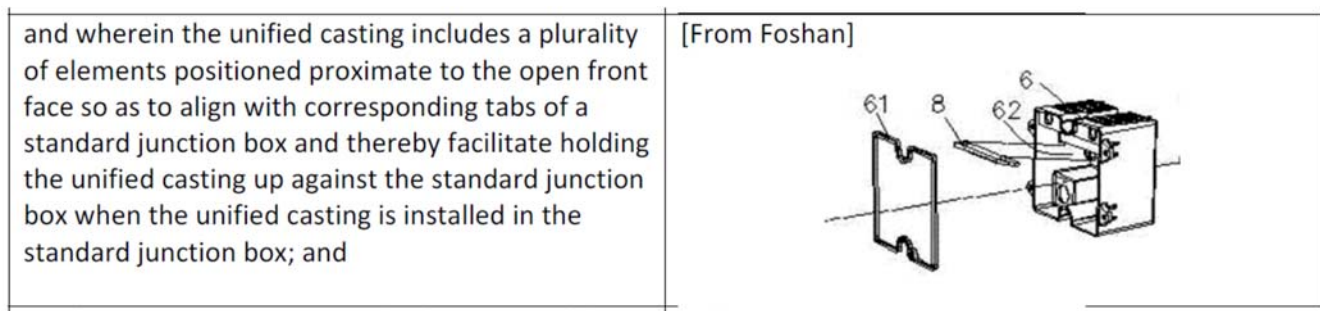 and wherein the unified casting includes a plurality
of elements positioned proximate to the open front
face so as to align with corresponding tabs of a
standard junction box and thereby facilitate holding
the unified casting up against the standard junction
box when the unified casting is installed in the
standard junction box; and
[From Foshan]
6
61
8
62